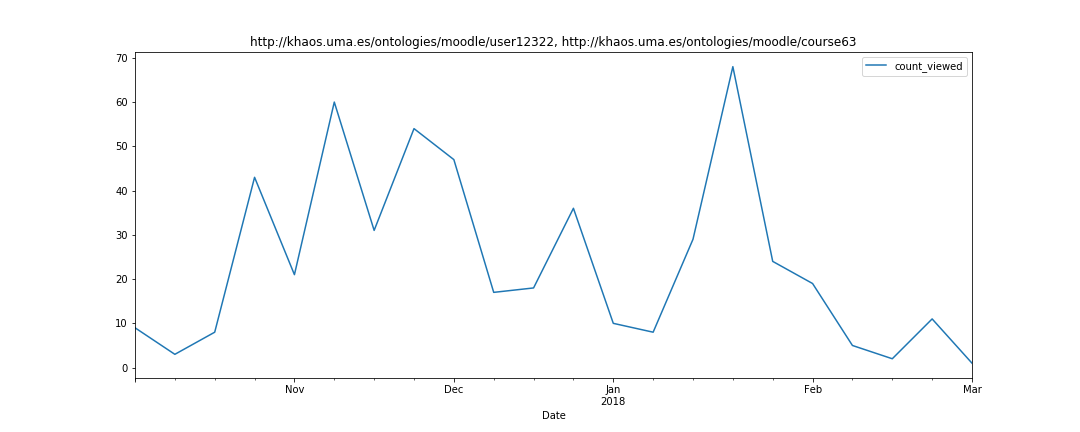 http://khaos.uma.es/ontologies/moodle/user12322, http://khaos.uma.es/ontologies/moodle/course63
count_viewed
70
60
50
40
30
20
10
0
Nov Dec Jan Feb Mar
2018
Date